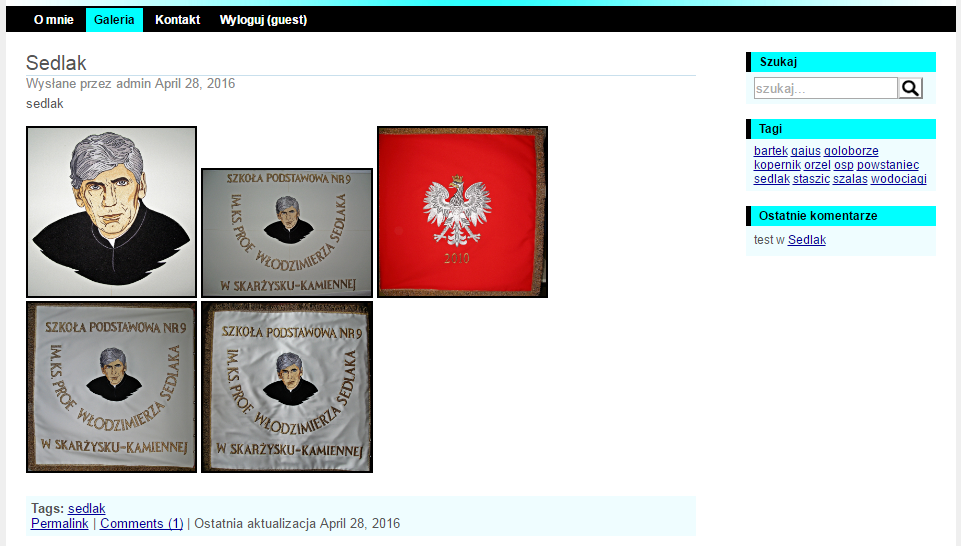 O mnie Galeria Kontakt Wyloguj (guest)
Sedlak
Wysłane przez admin April 28, 2016
sedlak
SZKOŁA PODSTAWOWA NR 9
IM. KS. PROF. WŁODZIMIERZA SEDLAKA
W SKARŻYSKU-KAMIENNEJ
2010
SZKOŁA PODSTAWOWA NR 9
IM. KS. PROF. WŁODZIMIERZA SEDLAKA
W SKARŻYSKU-KAMIENNEJ
SZKOŁA PODSTAWOWA NR 9
IM. KS. PROF. WŁODZIMIERZA SEDLAKA
W SKARŻYSKU-KAMIENNEJ
Tags: sedlak
Permalink | Comments (1) | Ostatnia aktualizacja April 28, 2016
Szukaj
szukaj...
Tagi
bartek gajus goloborze
kopernik orzel osp powstaniec
sedlak staszic szalas wodociagi
Ostatnie komentarze
test w Sedlak